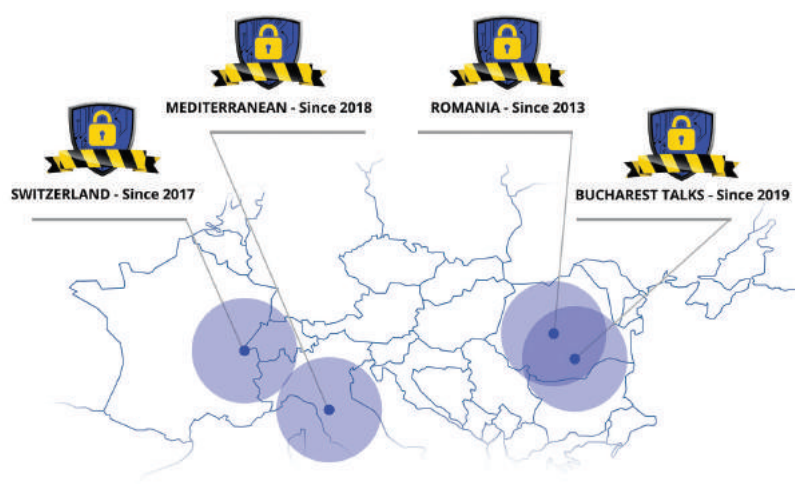 MEDITERRANEAN - Since 2018
ROMANIA - Since 2013
SWITZERLAND - Since 2017
BUCHAREST TALKS - Since 2019